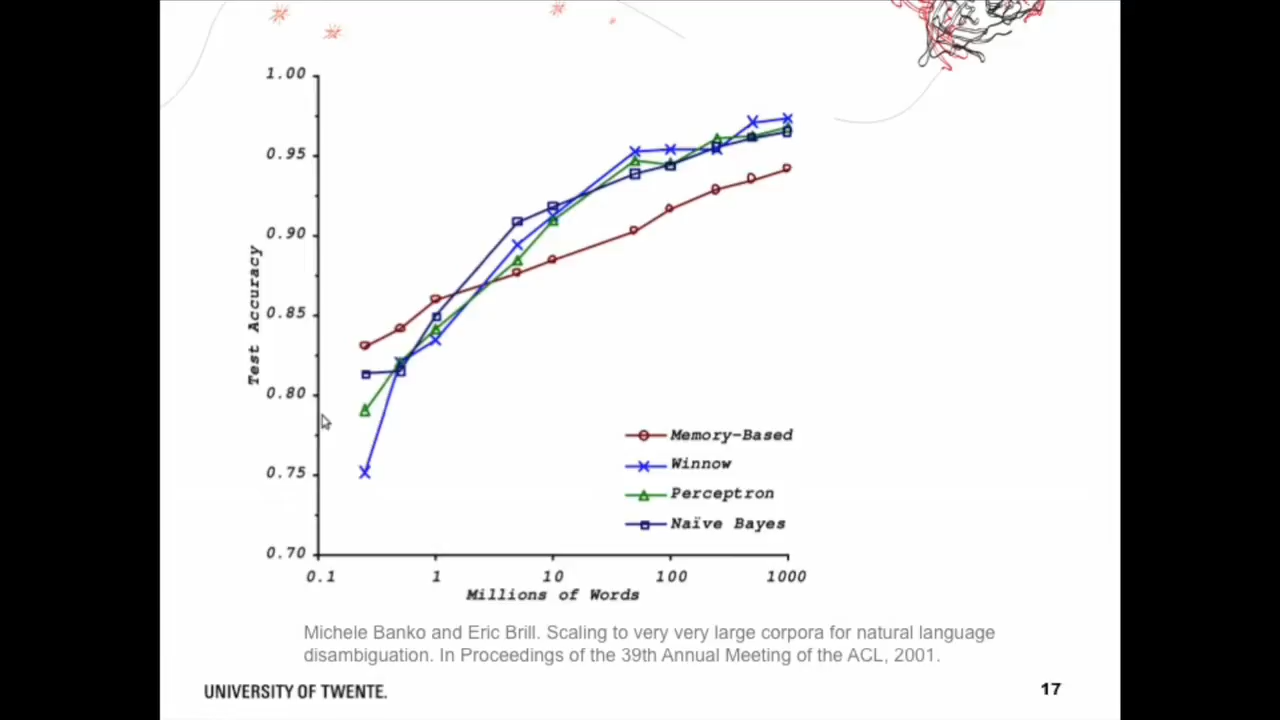 1.00
0.95
0.90
0.85
0.80
0.75
0.70
Test Accuracy
0.1 1 10 100 1000
Millions of Words
Memory-Based
Winnow
Perceptron
Naïve Bayes
Michele Banko and Eric Brill. Scaling to very very large corpora for natural language
disambiguation. In Proceedings of the 39th Annual Meeting of the ACL, 2001.
UNIVERSITY OF TWENTE.
17